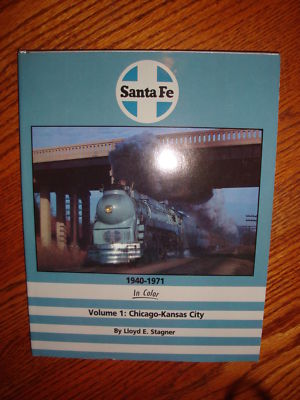 Santa Fe
1940-1971
In Color
Volume 1: Chicago-Kansas City
By Lloyd E. Stagner